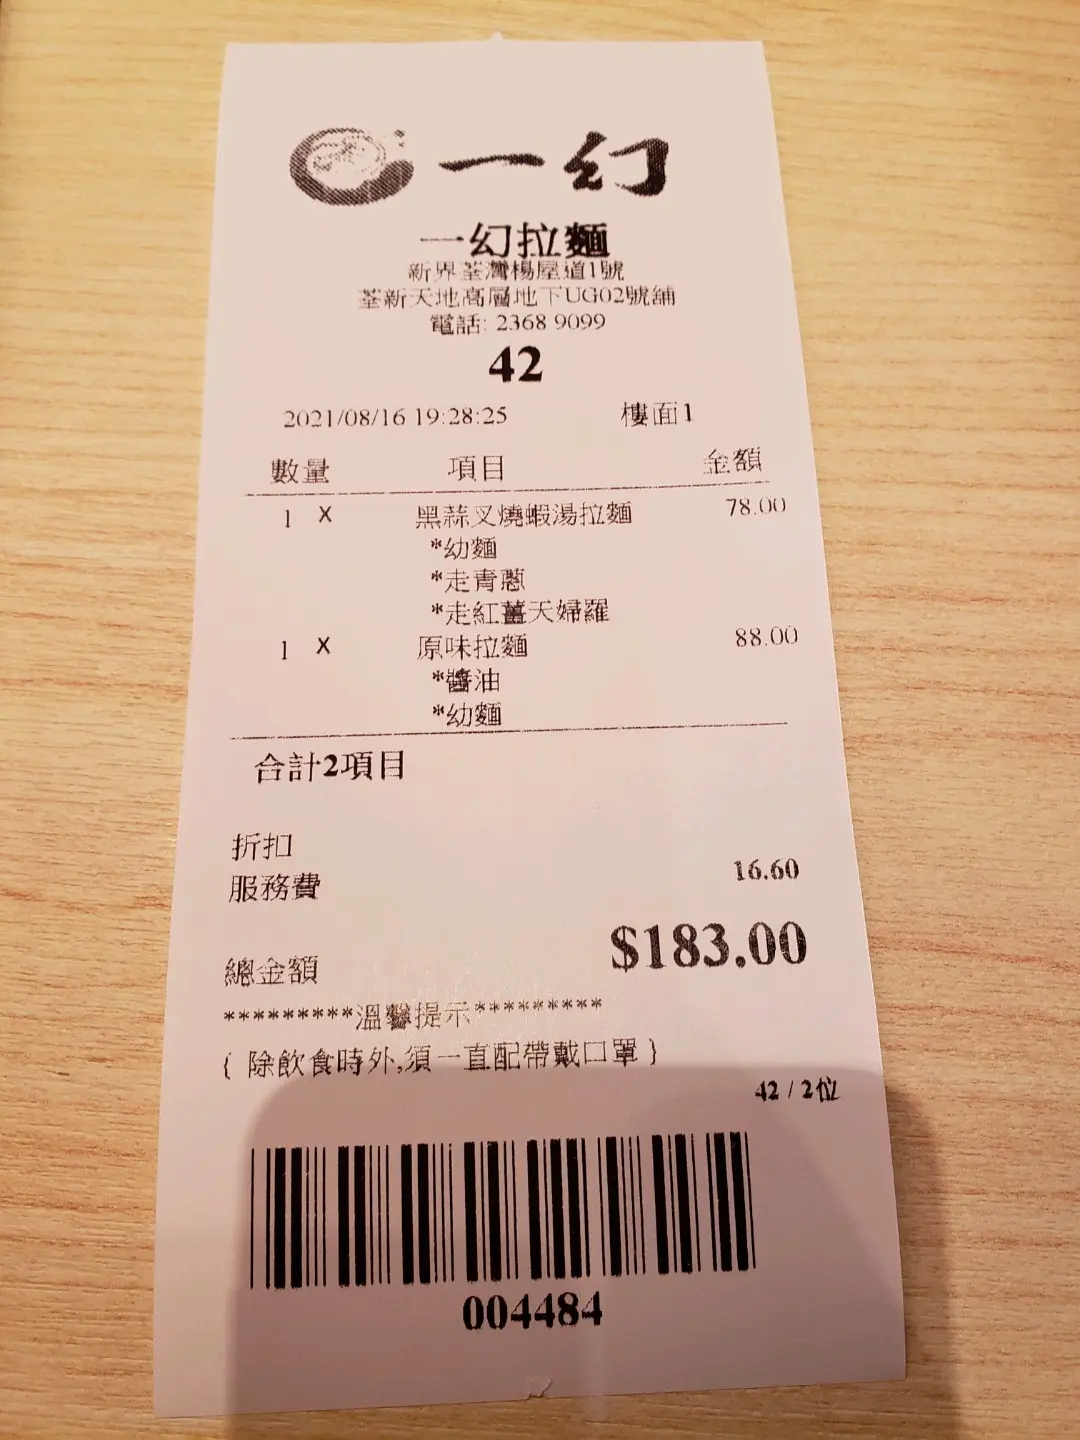 一幻
一幻拉麵
新界荃灣楊屋道1號
荃新天地高層地下UG02號舖
電話: 2368 9099
42
2021/08/16 19:28:25 樓面1
數量 項目 金額
1 X 黑蒜叉燒蝦湯拉麵 78.00
*幼麵
*走青蔥
*走紅薑天婦羅
1 X 原味拉麵 88.00
*醬油
*幼麵
合計2項目
折扣
服務費 16.60
總金額 $183.00
*********溫馨提示*********
{ 除飲食時外,須一直配帶戴口罩 }
42 / 2位
004484